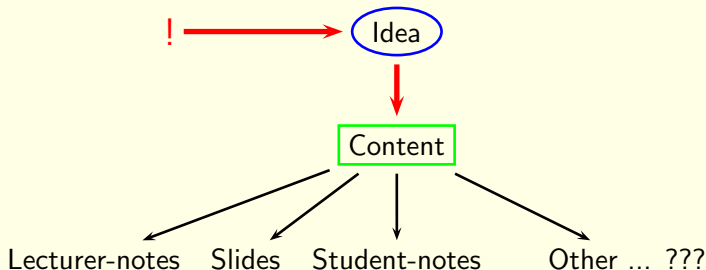 ! Idea
Content
Lecturer-notes Slides Student-notes Other ... ???